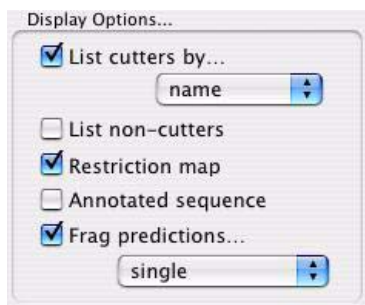 Display Options...
List cutters by...
name
List non-cutters
Restriction map
Annotated sequence
Frag predictions...
single